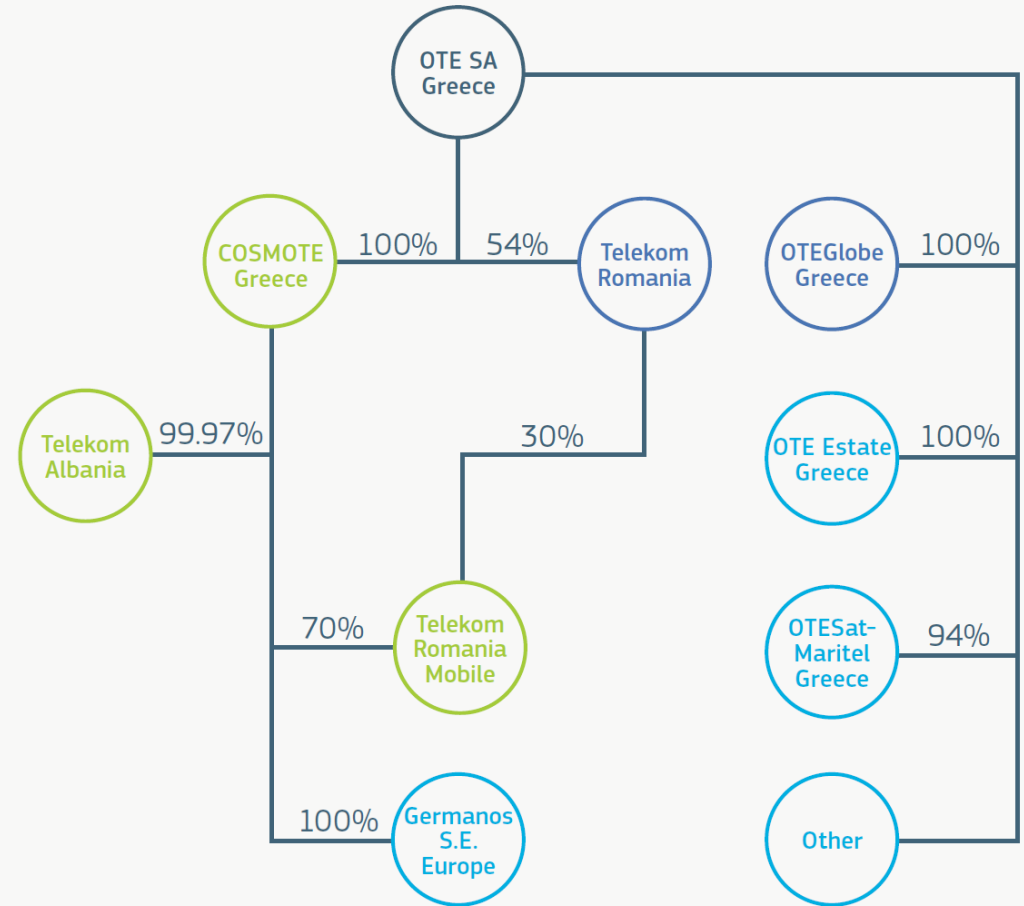 OTE SA
Greece
COSMOTE
Greece
100%
54%
Telekom
Romania
OTEGlobe
Greece
100%
Telekom
Albania
99.97%
30%
OTE Estate
Greece
100%
70%
Telekom
Romania
Mobile
OTESat-
Maritel
Greece
94%
100%
Germanos
S.E.
Europe
Other